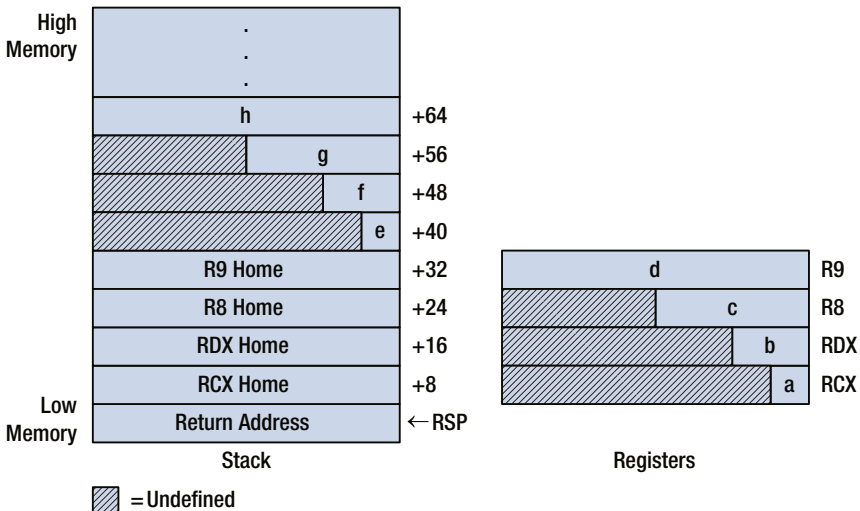 High
Memory
.
.
.
h +64
g +56
f +48
e +40
R9 Home +32
R8 Home +24
RDX Home +16
RCX Home +8
Low
Memory
Return Address ←RSP
Stack
d R9
c R8
b RDX
a RCX
Registers
= Undefined